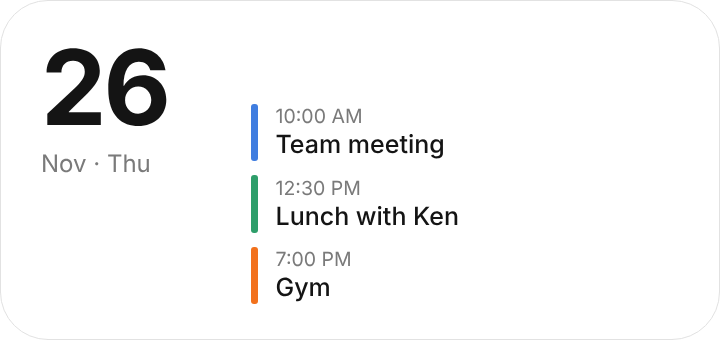 26
Nov · Thu
10:00 AM
Team meeting
12:30 PM
Lunch with Ken
7:00 PM
Gym